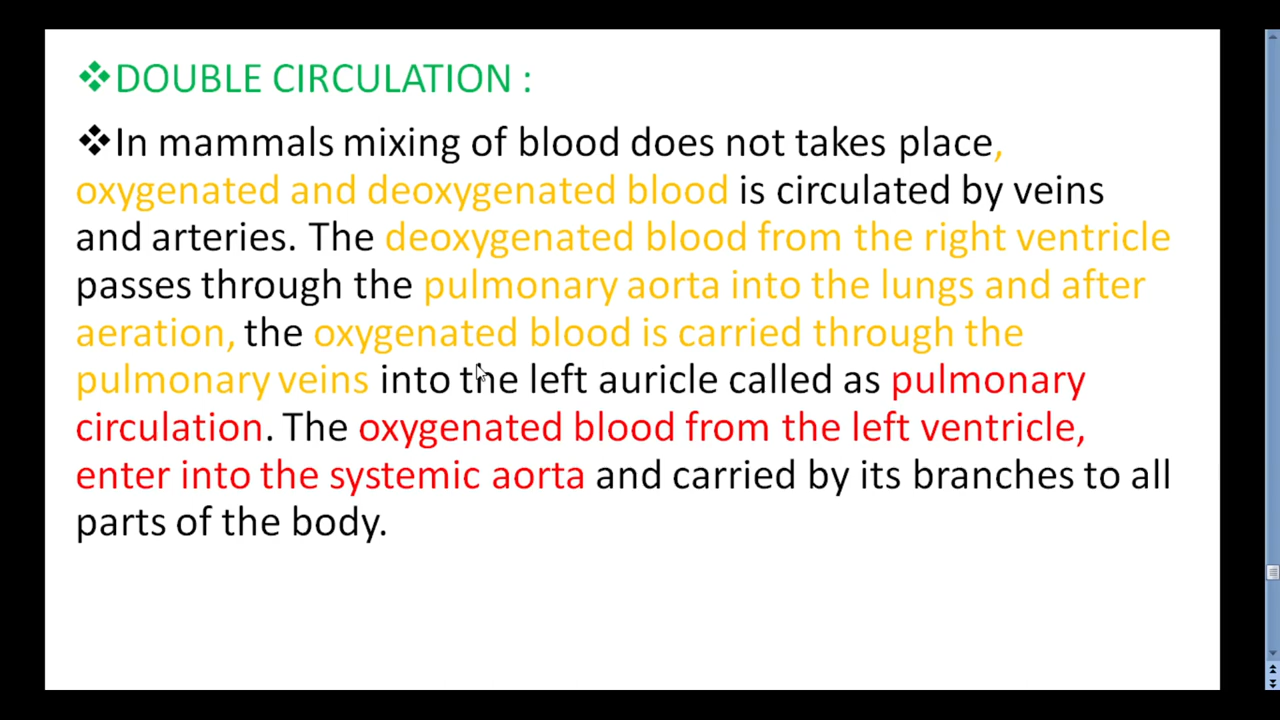 ❖DOUBLE CIRCULATION :
❖In mammals mixing of blood does not takes place,
oxygenated and deoxygenated blood is circulated by veins
and arteries. The deoxygenated blood from the right ventricle
passes through the pulmonary aorta into the lungs and after
aeration, the oxygenated blood is carried through the
pulmonary veins into the left auricle called as pulmonary
circulation. The oxygenated blood from the left ventricle,
enter into the systemic aorta and carried by its branches to all
parts of the body.